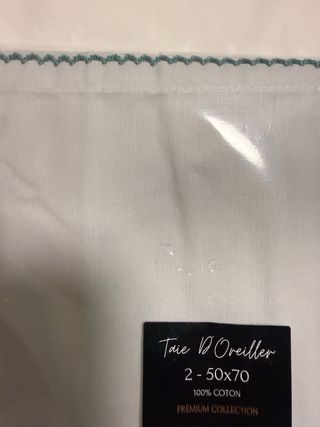 Taie D'Oreiller
2 - 50x70
100% COTON
PREMIUM COLLECTION